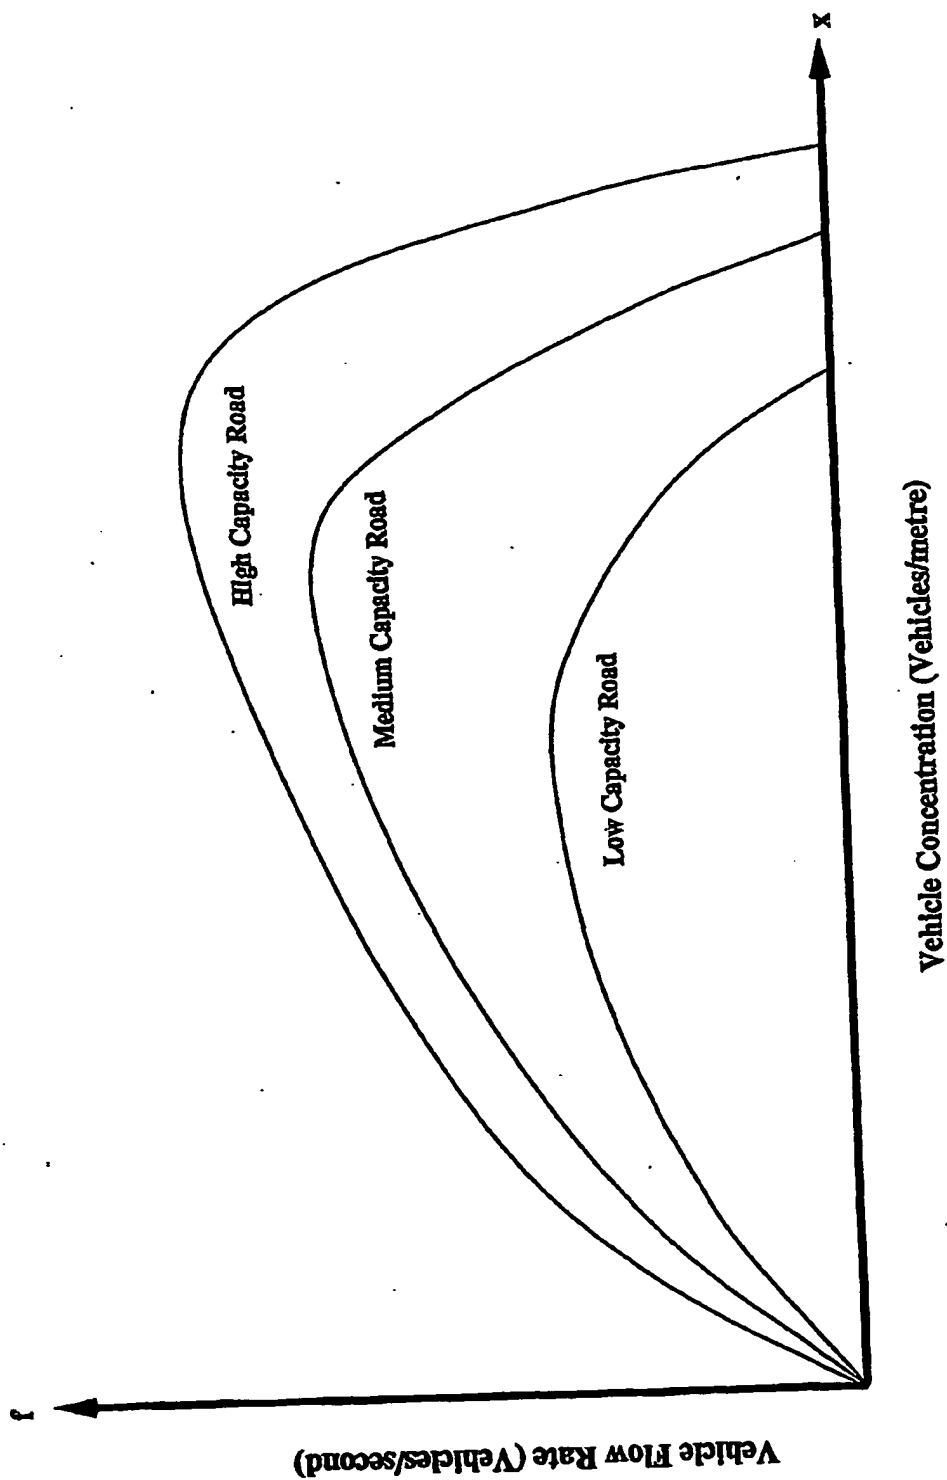 f
Vehicle Flow Rate (Vehicles/second)
High Capacity Road
Medium Capacity Road
Low Capacity Road
x
Vehicle Concentration (Vehicles/metre)